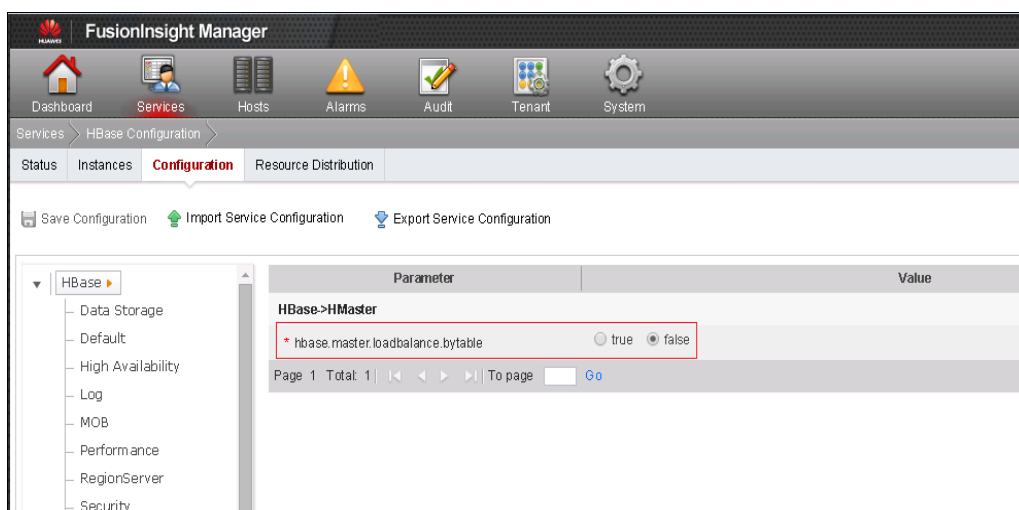 HUAWEI FusionInsight Manager
Dashboard Services Hosts Alarms Audit Tenant System
Services HBase Configuration
Status Instances Configuration Resource Distribution
Save Configuration Import Service Configuration Export Service Configuration
HBase
Parameter Value
Data Storage
HBase->HMaster
Default
* hbase.master.loadbalance.bytable true false
High Availability
Page 1 Total: 1 To page Go
Log
MOB
Performance
RegionServer
Security